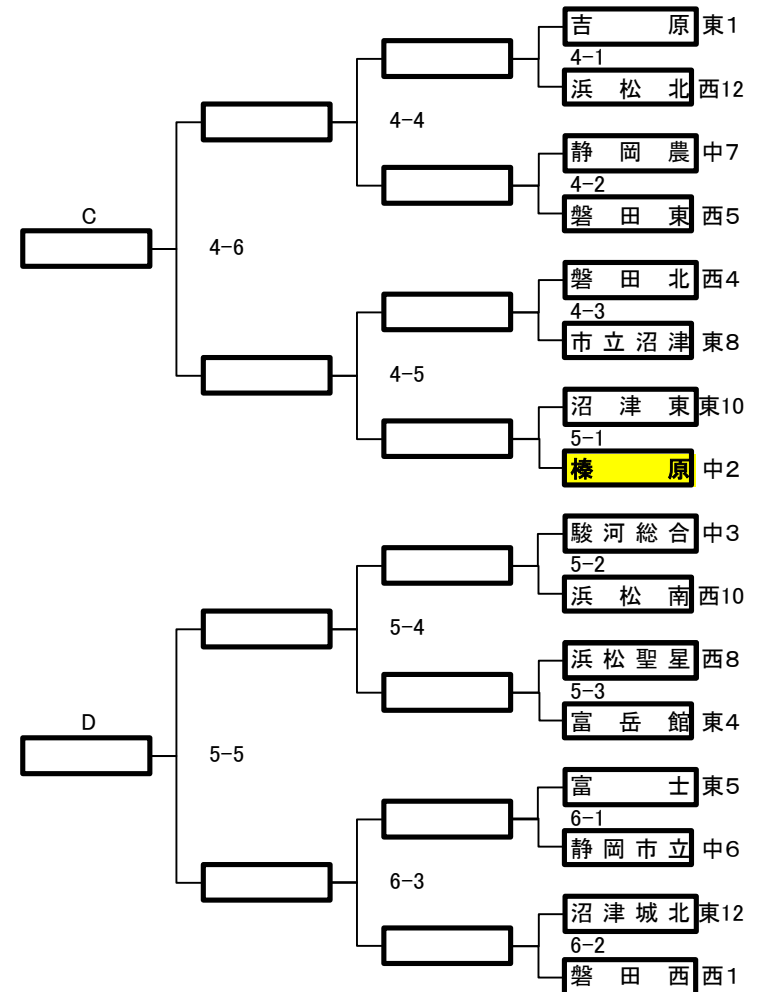 吉原 東1
4-1
浜松北 西12
4-4
静岡農 中7
4-2
磐田東 西5
C
4-6
磐田北 西4
4-3
市立沼津 東8
4-5
沼津東 東10
5-1
榛原 中2
駿河総合 中3
5-2
浜松南 西10
5-4
浜松聖星 西8
5-3
富岳館 東4
D
5-5
富士 東5
6-1
静岡市立 中6
6-3
沼津城北 東12
6-2
磐田西 西1